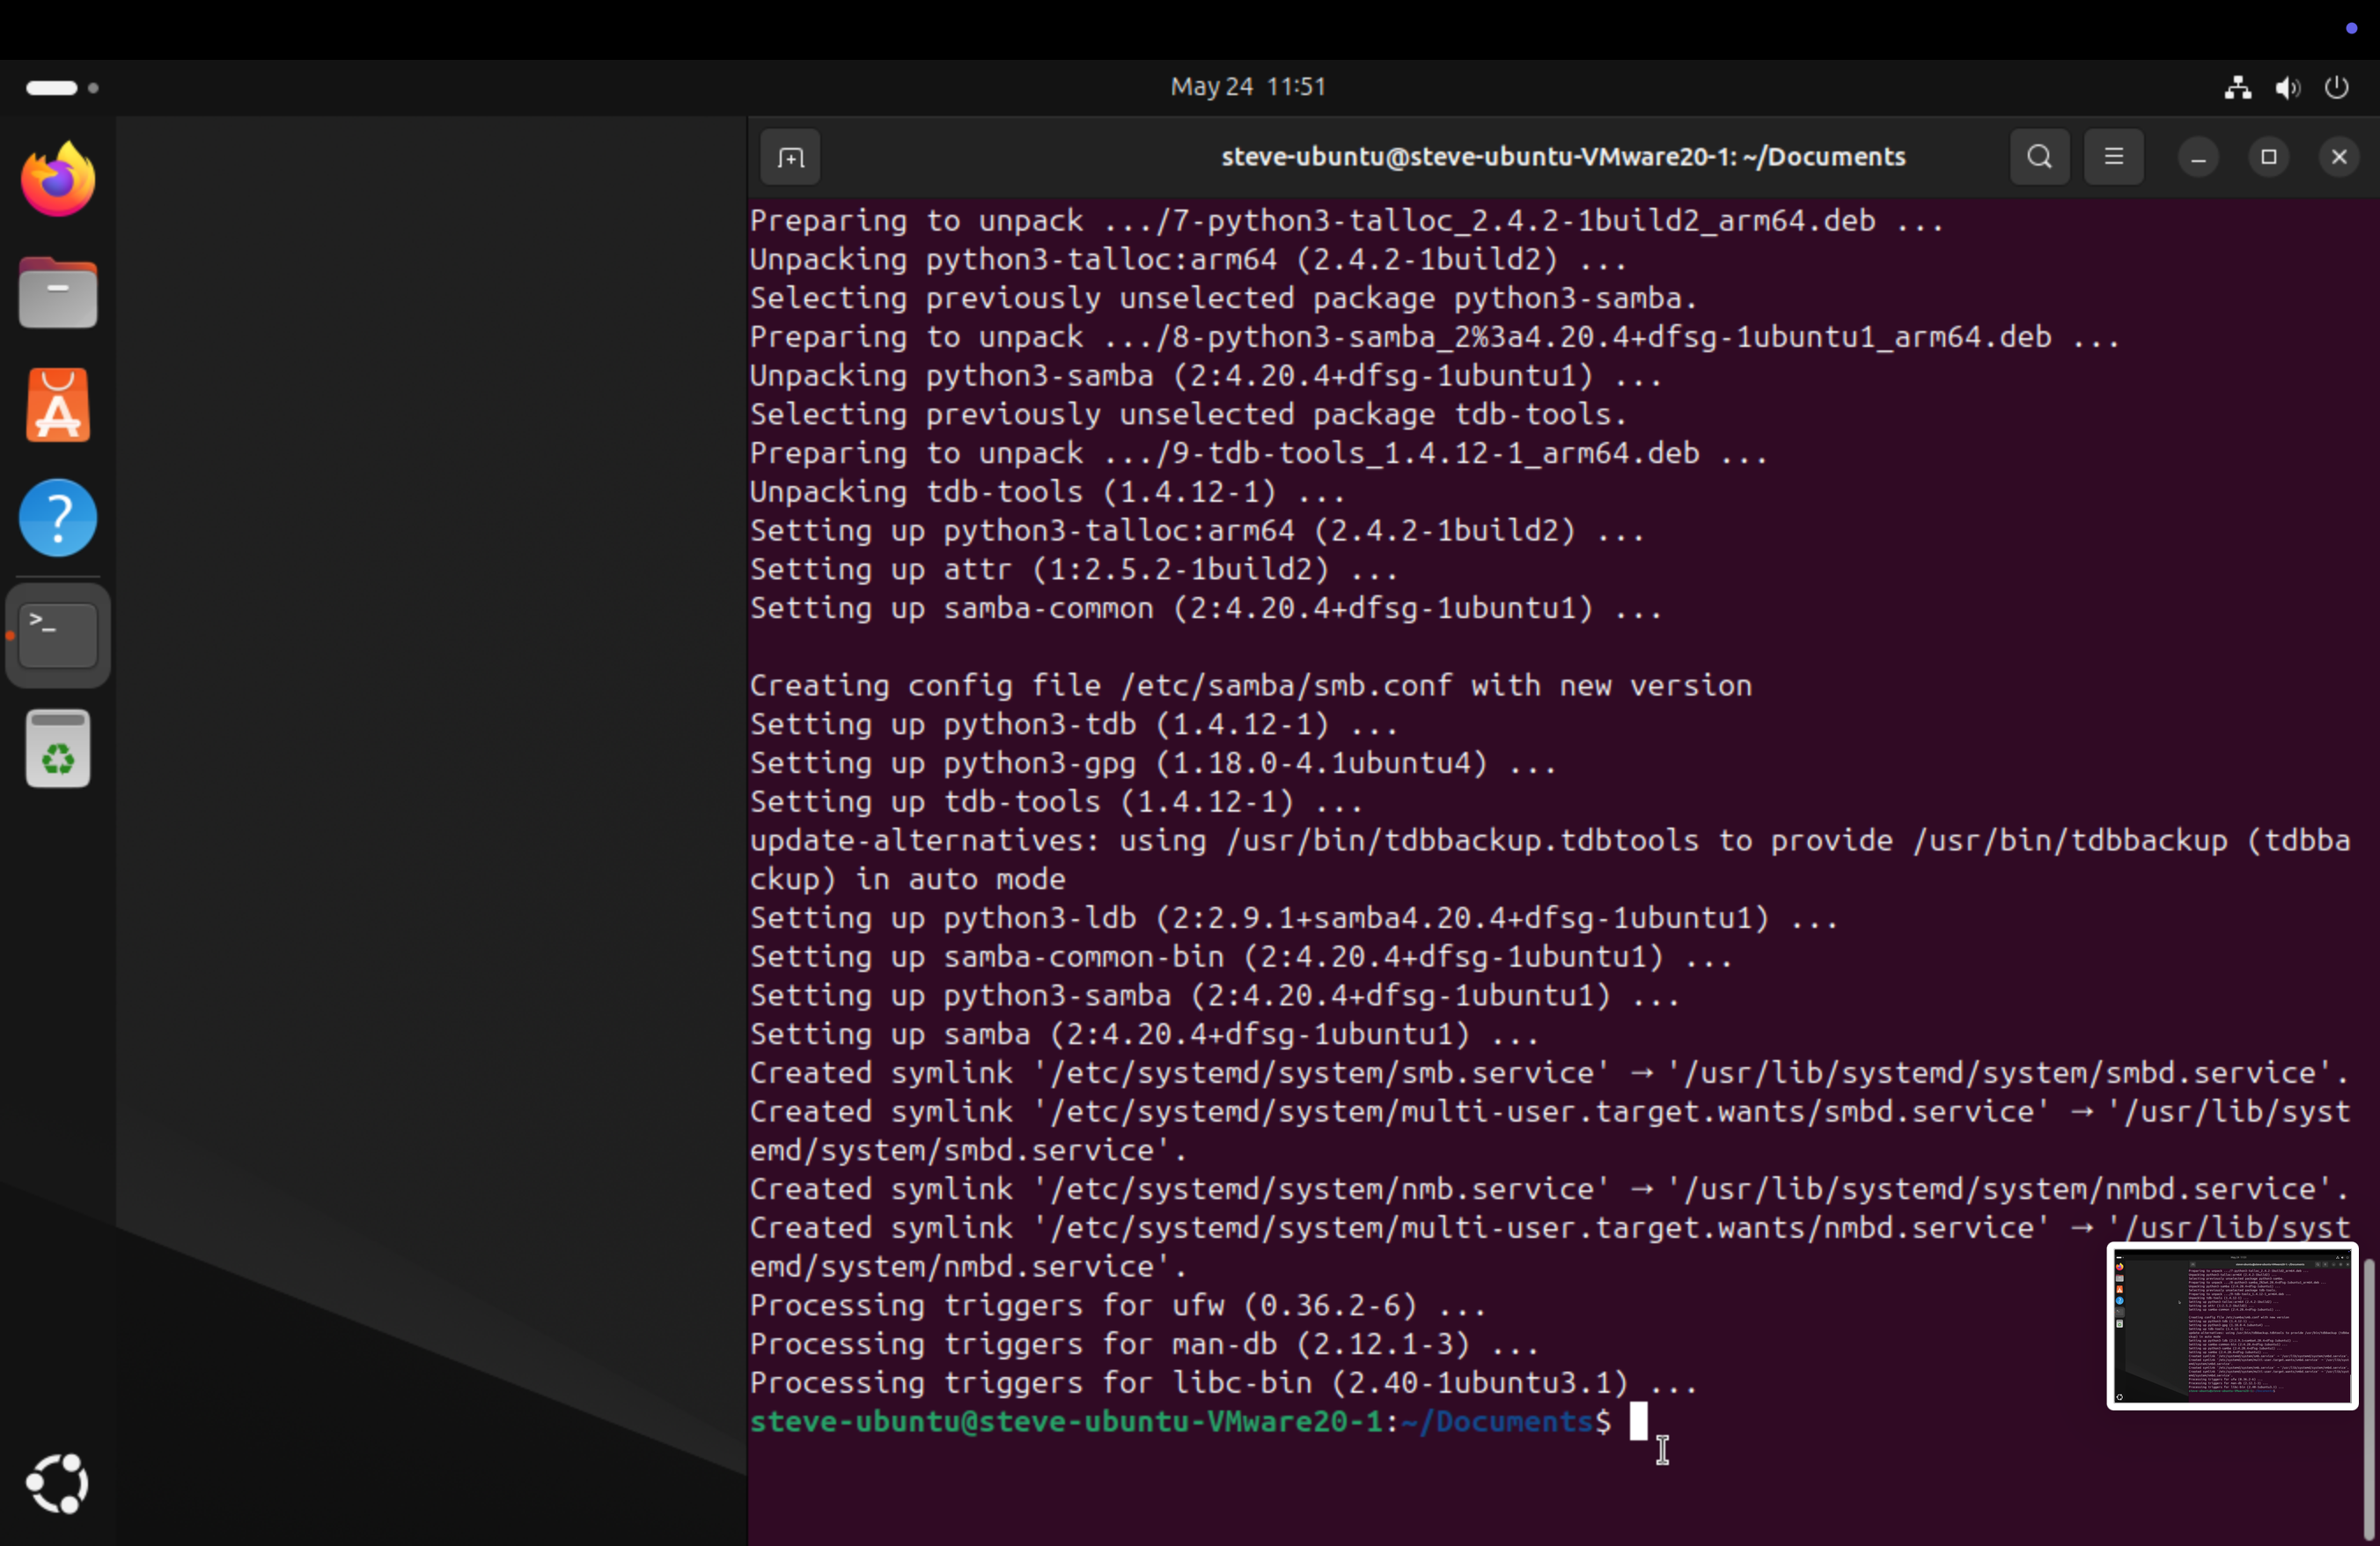 May 24 11:51
steve-ubuntu@steve-ubuntu-VMware20-1: ~/Documents
Preparing to unpack .../7-python3-talloc_2.4.2-1build2_arm64.deb ...
Unpacking python3-talloc:arm64 (2.4.2-1build2) ...
Selecting previously unselected package python3-samba.
Preparing to unpack .../8-python3-samba_2%3a4.20.4+dfsg-1ubuntu1_arm64.deb ...
Unpacking python3-samba (2:4.20.4+dfsg-1ubuntu1) ...
Selecting previously unselected package tdb-tools.
Preparing to unpack .../9-tdb-tools_1.4.12-1_arm64.deb ...
Unpacking tdb-tools (1.4.12-1) ...
Setting up python3-talloc:arm64 (2.4.2-1build2) ...
Setting up attr (1:2.5.2-1build2) ...
Setting up samba-common (2:4.20.4+dfsg-1ubuntu1) ...
Creating config file /etc/samba/smb.conf with new version
Setting up python3-tdb (1.4.12-1) ...
Setting up python3-gpg (1.18.0-4.1ubuntu4) ...
Setting up tdb-tools (1.4.12-1) ...
update-alternatives: using /usr/bin/tdbbackup.tdbtools to provide /usr/bin/tdbbackup (tdbba
ckup) in auto mode
Setting up python3-ldb (2:2.9.1+samba4.20.4+dfsg-1ubuntu1) ...
Setting up samba-common-bin (2:4.20.4+dfsg-1ubuntu1) ...
Setting up python3-samba (2:4.20.4+dfsg-1ubuntu1) ...
Setting up samba (2:4.20.4+dfsg-1ubuntu1) ...
Created symlink '/etc/systemd/system/smb.service' → '/usr/lib/systemd/system/smbd.service'.
Created symlink '/etc/systemd/system/multi-user.target.wants/smbd.service' → '/usr/lib/syst
emd/system/smbd.service'.
Created symlink '/etc/systemd/system/nmb.service' → '/usr/lib/systemd/system/nmbd.service'.
Created symlink '/etc/systemd/system/multi-user.target.wants/nmbd.service' → '/usr/lib/syst
emd/system/nmbd.service'.
Processing triggers for ufw (0.36.2-6) ...
Processing triggers for man-db (2.12.1-3) ...
Processing triggers for libc-bin (2.40-1ubuntu3.1) ...
steve-ubuntu@steve-ubuntu-VMware20-1:~/Documents$